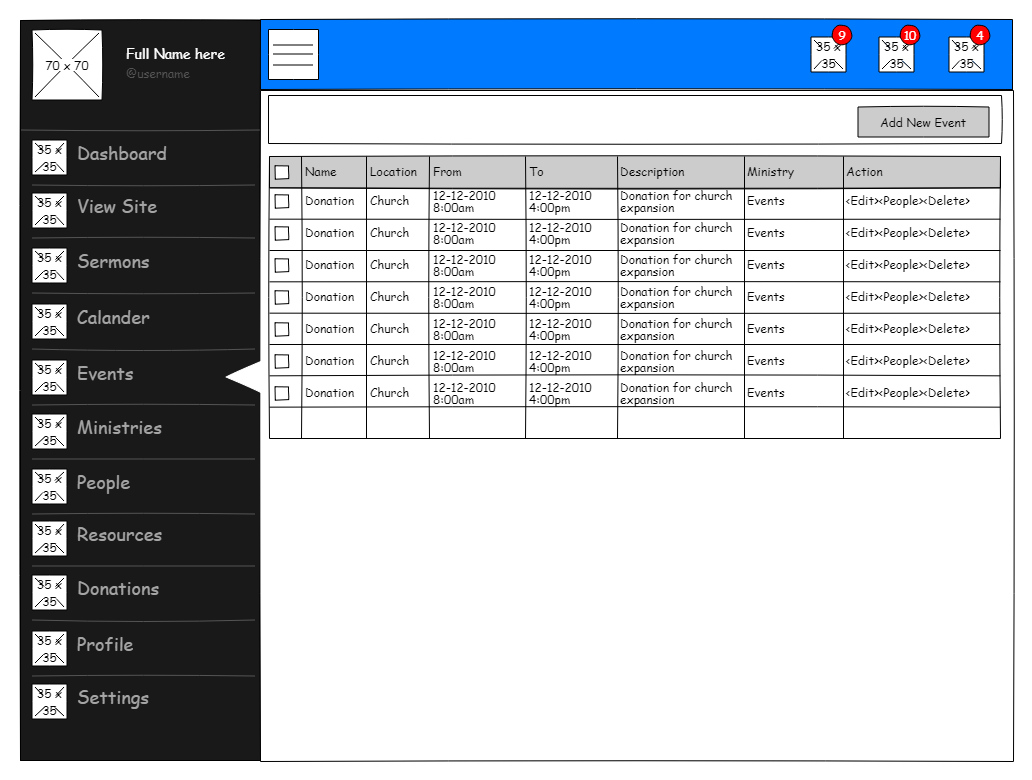 70 x 70
Full Name here
@username
35 x
35
9
35 x
35
10
35 x
35
4
Add New Event
35 x
35
Dashboard
35 x
35
View Site
35 x
35
Sermons
35 x
35
Calander
35 x
35
Events
35 x
35
Ministries
35 x
35
People
35 x
35
Resources
35 x
35
Donations
35 x
35
Profile
35 x
35
Settings
Name Location From To Description Ministry Action
Donation Church 12-12-2010 12-12-2010 Donation for church Events <Edit><People><Delete>
8:00am 4:00pm expansion
Donation Church 12-12-2010 12-12-2010 Donation for church Events <Edit><People><Delete>
8:00am 4:00pm expansion
Donation Church 12-12-2010 12-12-2010 Donation for church Events <Edit><People><Delete>
8:00am 4:00pm expansion
Donation Church 12-12-2010 12-12-2010 Donation for church Events <Edit><People><Delete>
8:00am 4:00pm expansion
Donation Church 12-12-2010 12-12-2010 Donation for church Events <Edit><People><Delete>
8:00am 4:00pm expansion
Donation Church 12-12-2010 12-12-2010 Donation for church Events <Edit><People><Delete>
8:00am 4:00pm expansion
Donation Church 12-12-2010 12-12-2010 Donation for church Events <Edit><People><Delete>
8:00am 4:00pm expansion